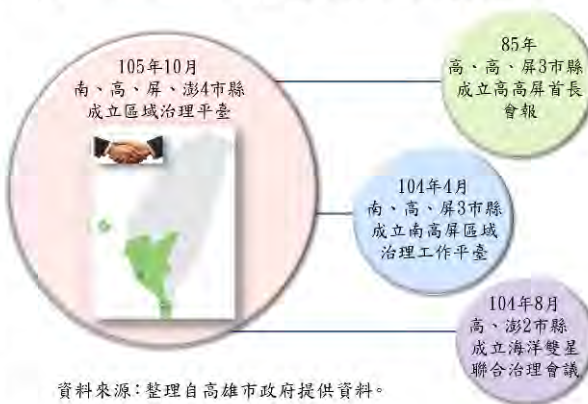 105年10月
南、高、屏、澎4市縣
成立區域治理平臺
85年
高、高、屏3市縣
成立高高屏首長
會報
104年4月
南、高、屏3市縣
成立南高屏區域
治理工作平臺
104年8月
高、澎2市縣
成立海洋雙星
聯合治理會議
資料來源：整理自高雄市政府提供資料。